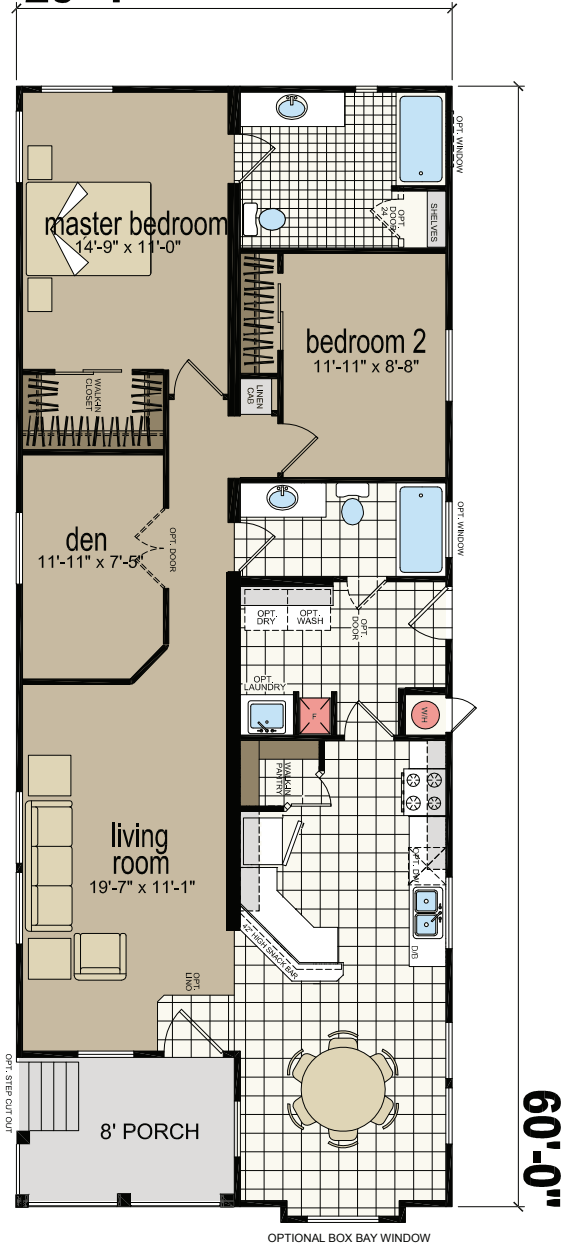 OPT. WINDOW
master bedroom
14'-9" x 11'-0"
OPT.
DOOR
24
SHELVES
bedroom 2
11'-11" x 8'-8"
WALK-IN
CLOSET
LINEN
CAB
den
11'-11" x 7'-5"
OPT. DOOR
OPT. WINDOW
OPT.
DRY
OPT.
WASH
OPT.
DOOR
OPT.
LAUNDRY
F
W/H
WALK-IN
PANTRY
living
room
19'-7" x 11'-1"
OPT. D/W
D/B
42" HIGH SNACK BAR
OPT.
LINO
OPT. STEP CUT OUT
8' PORCH
60'-0"
OPTIONAL BOX BAY WINDOW